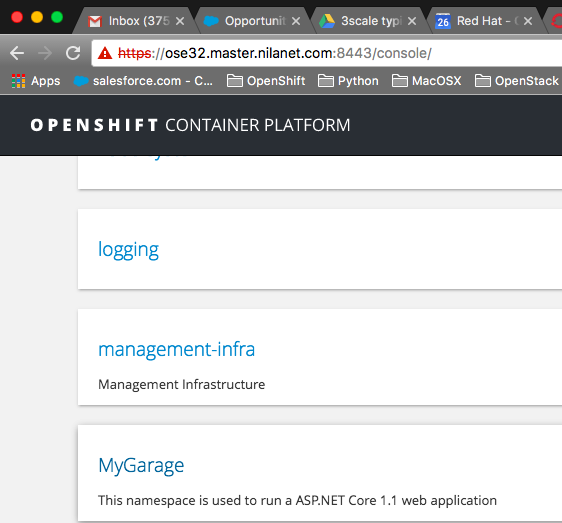 Inbox (375
Opportunit
3scale typi
26
Red Hat - 
https://ose32.master.nilanet.com:8443/console/
Apps
salesforce.com - C...
OpenShift
Python
MacOSX
OpenStack
OPENSHIFT CONTAINER PLATFORM
logging
management-infra
Management Infrastructure
MyGarage
This namespace is used to run a ASP.NET Core 1.1 web application